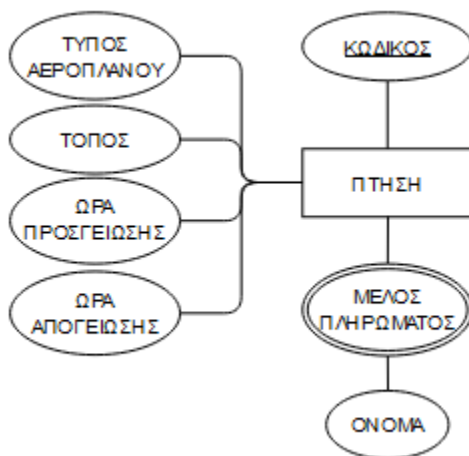 ΤΥΠΟΣ
ΑΕΡΟΠΛΑΝΟΥ
ΚΩΔΙΚΟΣ
ΤΟΠΟΣ
ΠΤΗΣΗ
ΩΡΑ
ΠΡΟΣΓΕΙΩΣΗΣ
ΩΡΑ
ΑΠΟΓΕΙΩΣΗΣ
ΜΕΛΟΣ
ΠΛΗΡΩΜΑΤΟΣ
ΟΝΟΜΑ